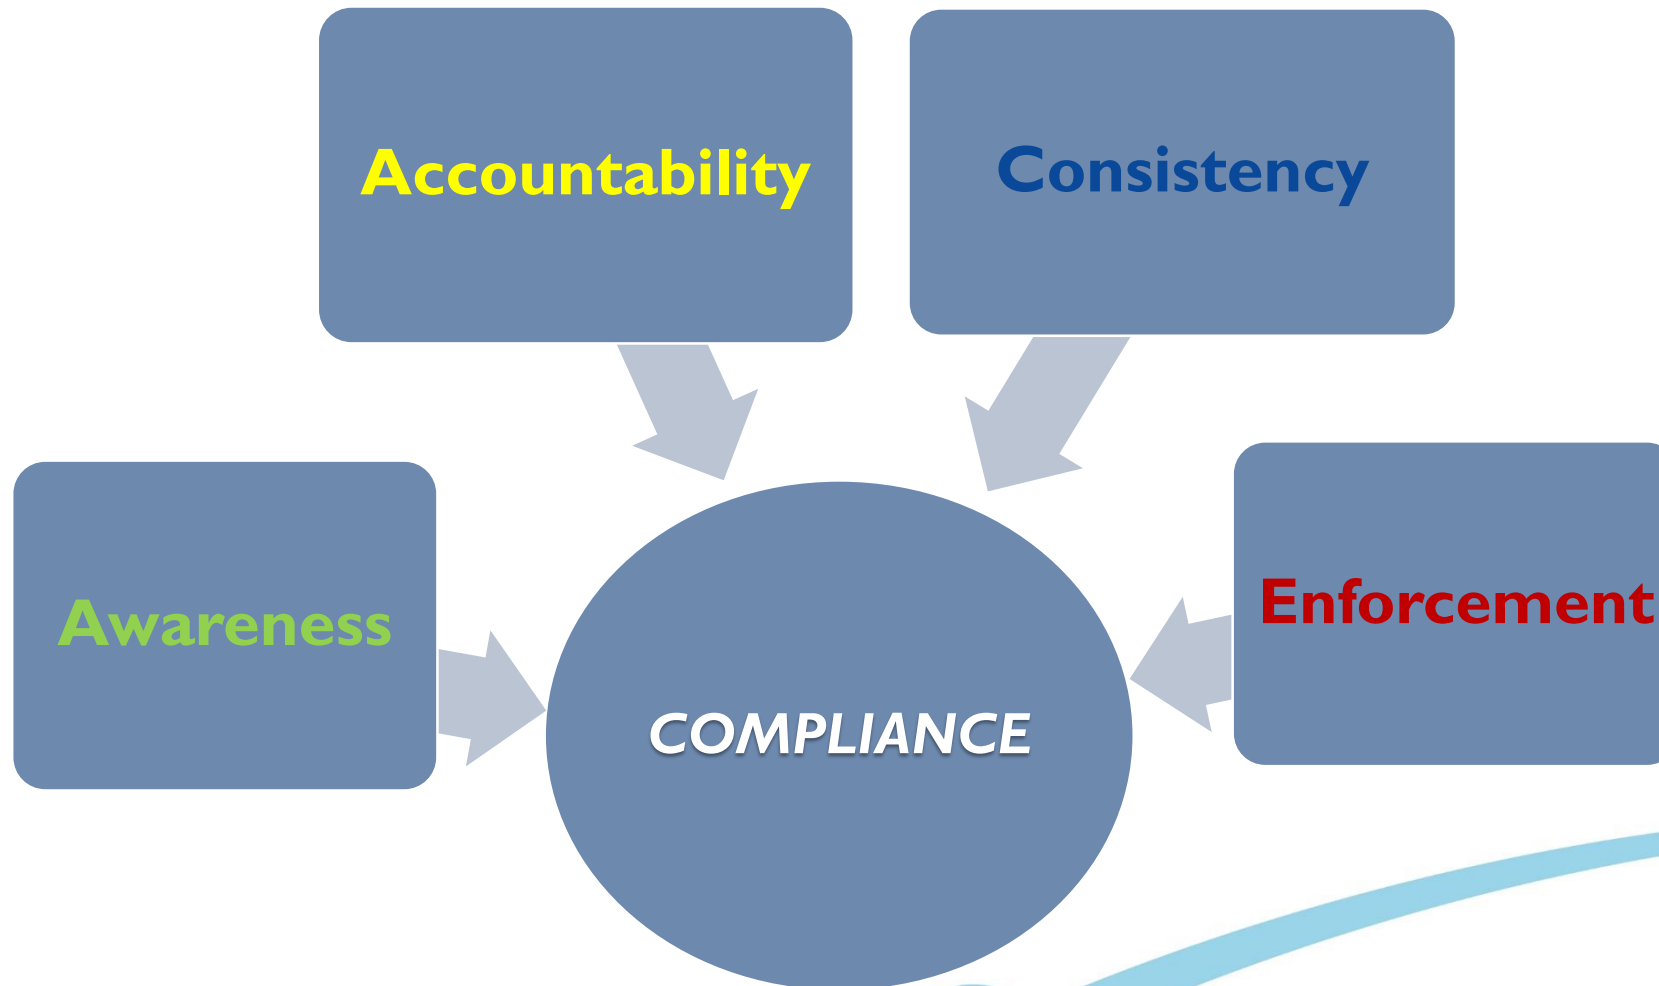 Accountability
Consistency
Awareness
Enforcement
COMPLIANCE